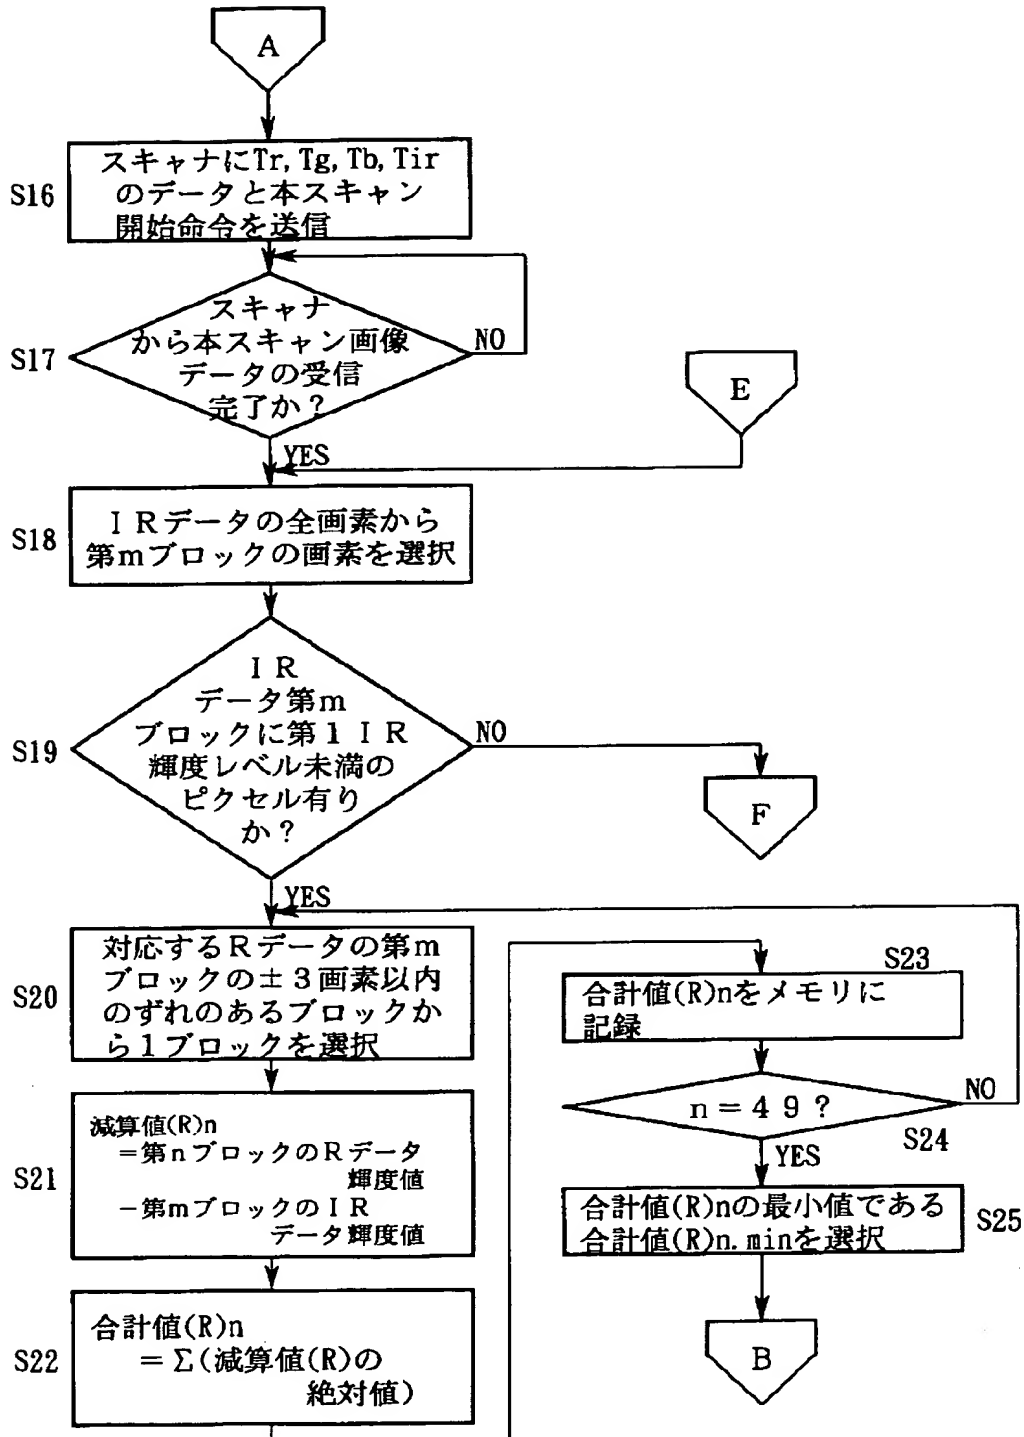 A
S16
スキャナにTr, Tg, Tb, Tir
のデータと本スキャン
開始命令を送信
S17
スキャナ
から本スキャン画像
データの受信
完了か？
NO
YES
E
S18
ＩＲデータの全画素から
第mブロックの画素を選択
S19
ＩＲ
データ第m
ブロックに第１ＩＲ
輝度レベル未満の
ピクセル有り
か？
NO
F
YES
S20
対応するＲデータの第m
ブロックの±３画素以内
のずれのあるブロックか
ら１ブロックを選択
S21
減算値(R)n
＝第nブロックのＲデータ
輝度値
－第mブロックのＩＲ
データ輝度値
S22
合計値(R)n
＝Σ(減算値(R)の
絶対値)
S23
合計値(R)nをメモリに
記録
n＝４９？
NO
S24
YES
合計値(R)nの最小値である
合計値(R)n.minを選択
S25
B